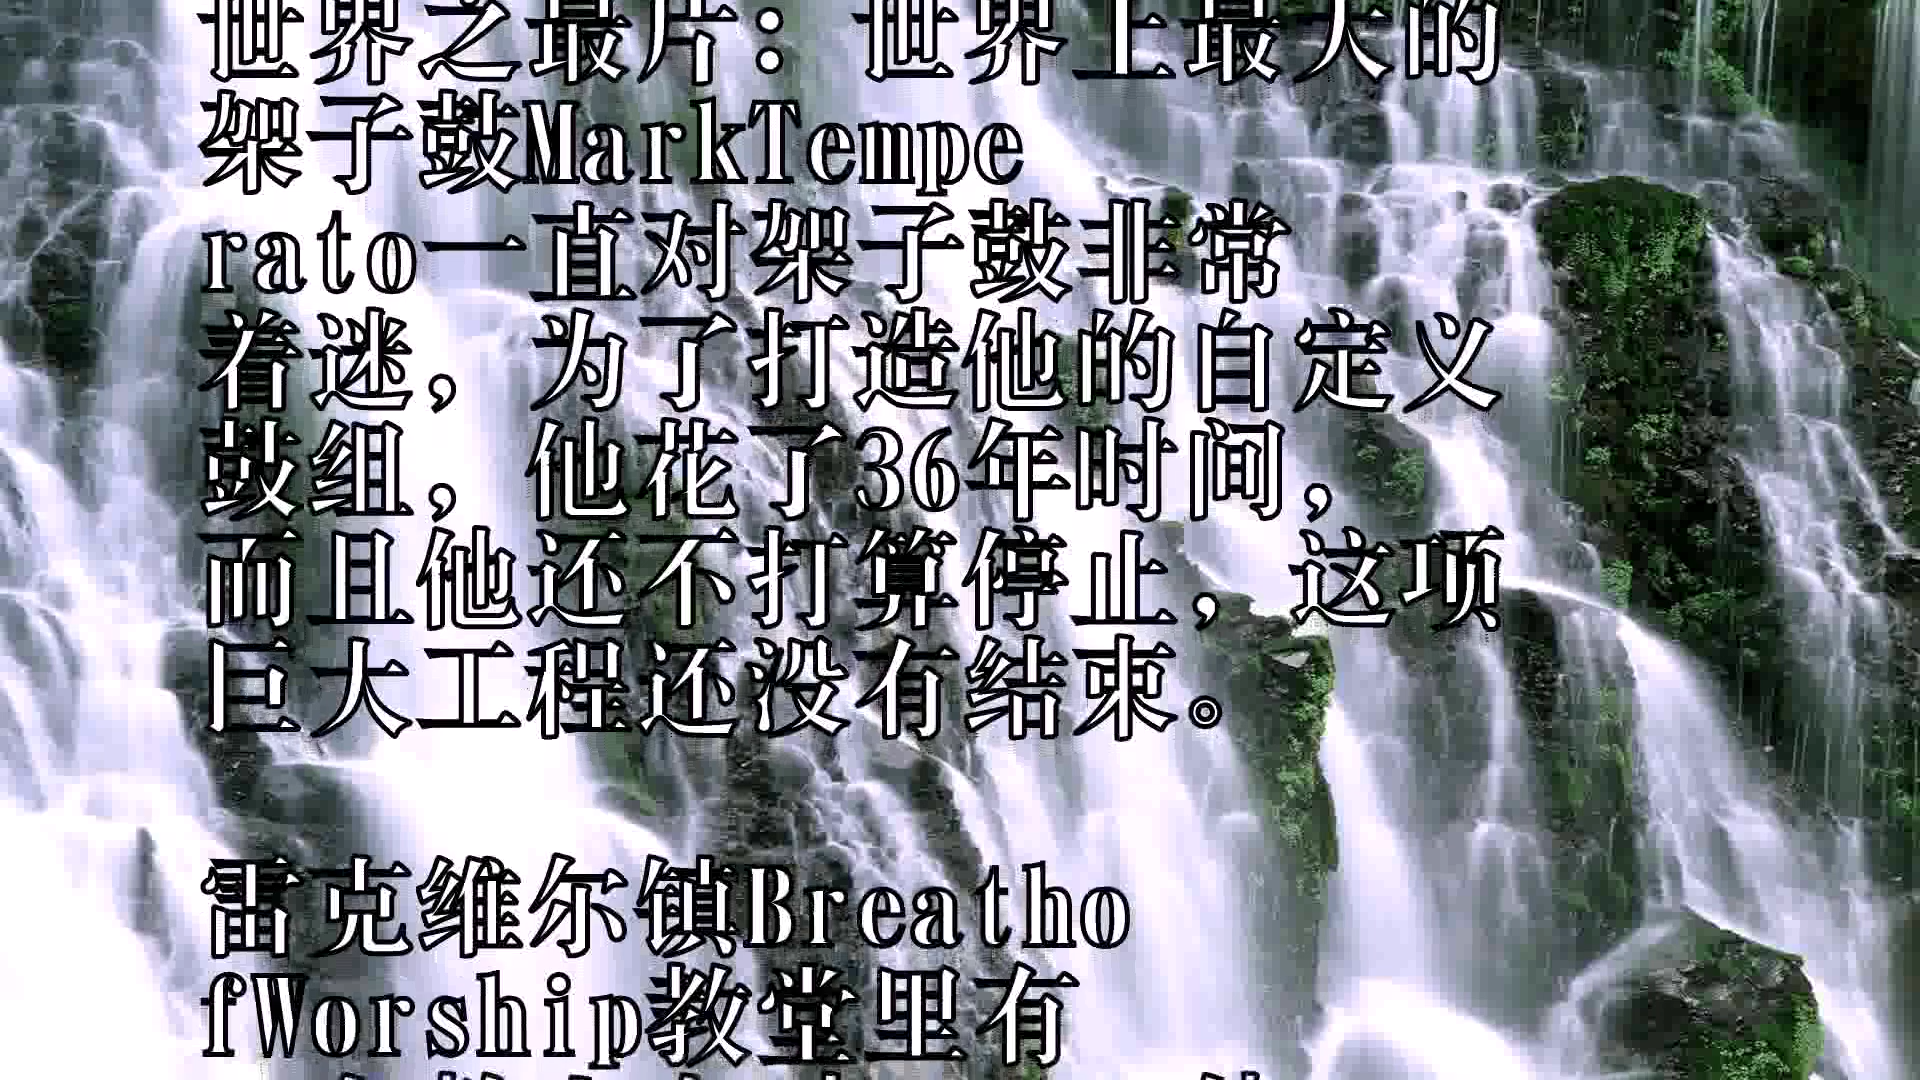 世界之最片：世界上最大的
架子鼓MarkTempe
rato一直对架子鼓非常
着迷，为了打造他的自定义
鼓组，他花了36年时间，
而且他还不打算停止，这项
巨大工程还没有结束。
雷克维尔镇Breatho
fWorship教堂里有